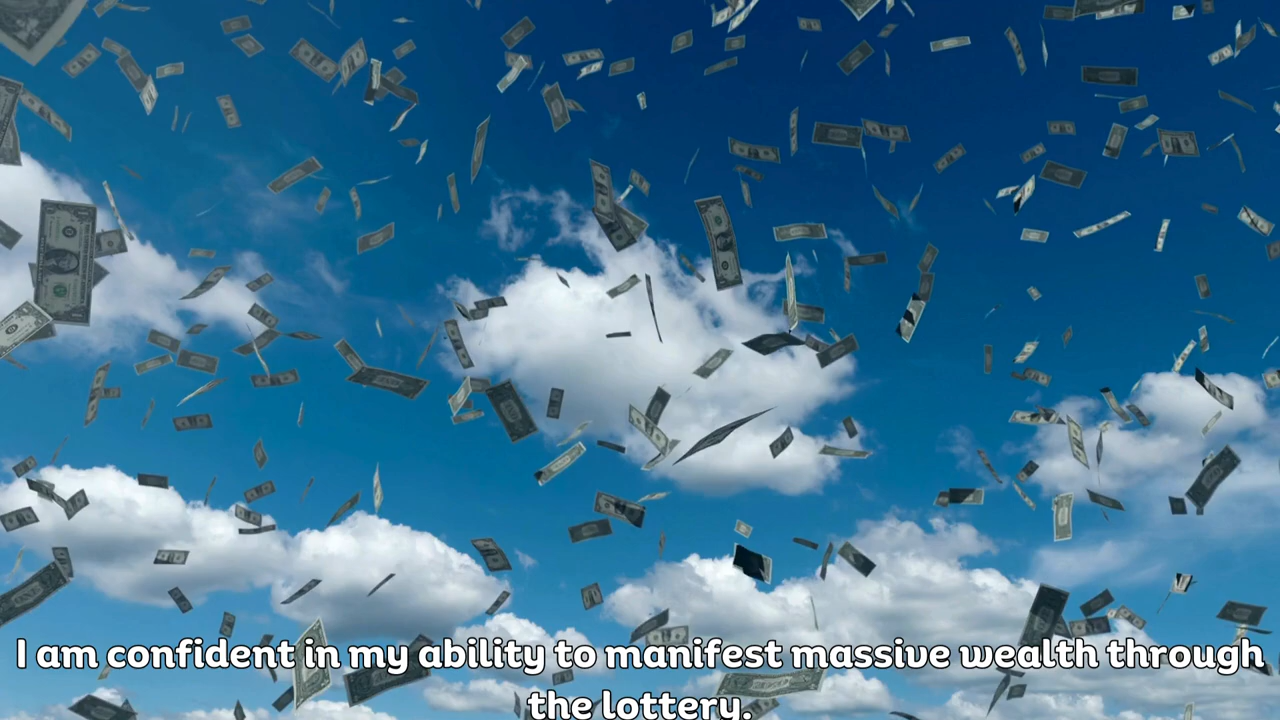 I am confident in my ability to manifest massive wealth through
the lottery.